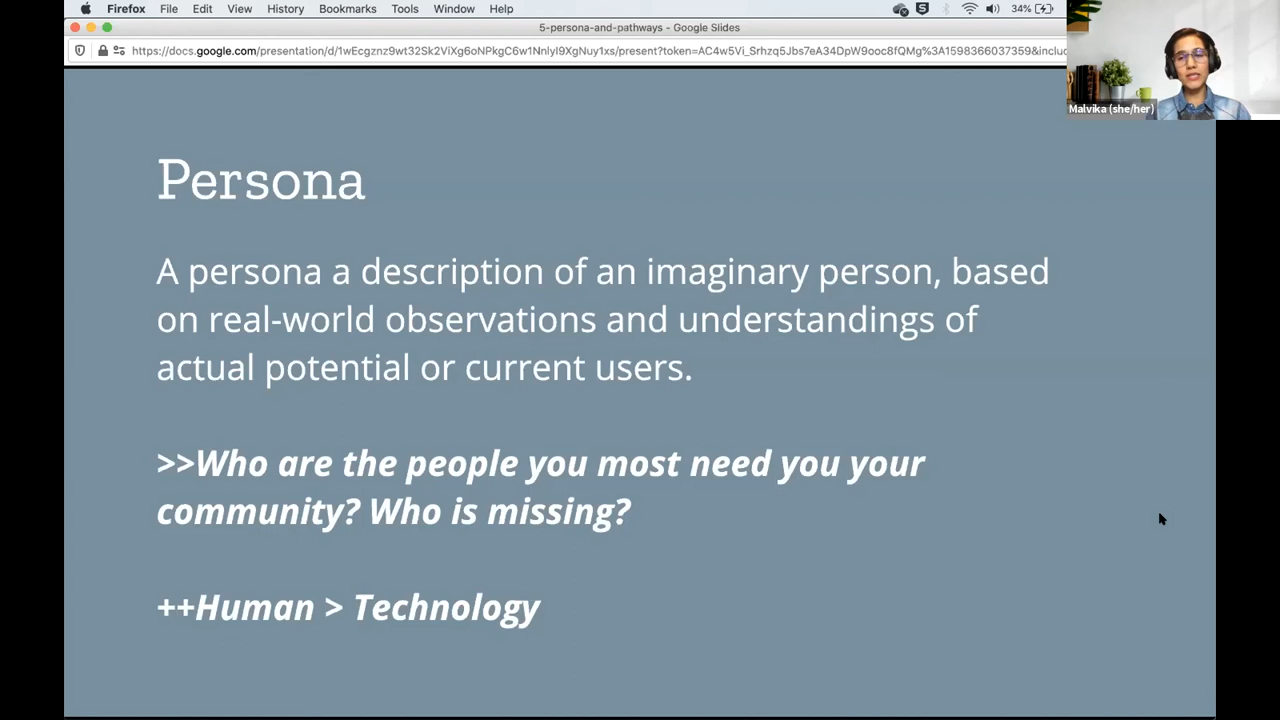 Firefox File Edit View History Bookmarks Tools Window Help 34%
5-persona-and-pathways - Google Slides
https://docs.google.com/presentation/d/1wEcgznz9wt32Sk2ViXg6oNPkgC6w1NnlyI9XgNuy1xs/present?token=AC4w5Vi_Srhzq5Jbs7eA34DpW9ooc8fQMg%3A1598366037359&inclu
Malvika (she/her)
Persona
A persona a description of an imaginary person, based
on real-world observations and understandings of
actual potential or current users.
>>Who are the people you most need you your
community? Who is missing?
++Human > Technology